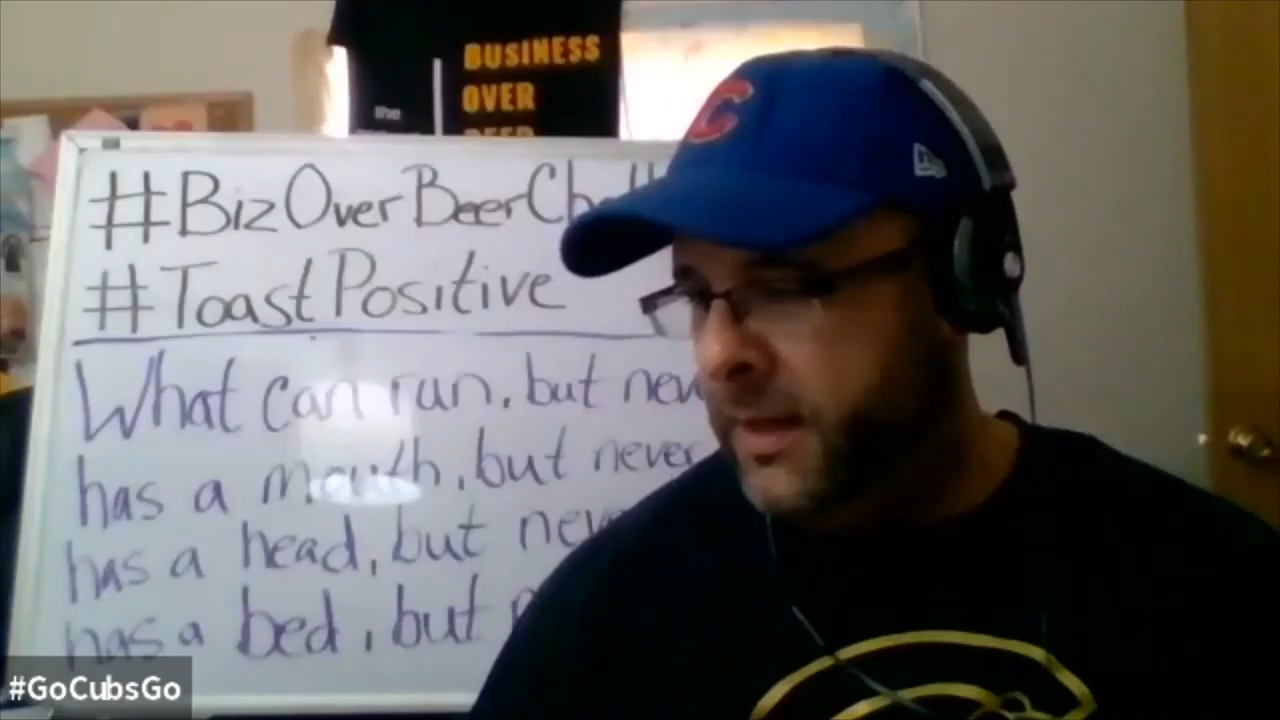 BUSINESS
OVER
the
#BizOverBeerCh
#ToastPositive
What can run, but nev
has a mouth, but never
has a head, but nev
has a bed, but
C
#GoCubsGo